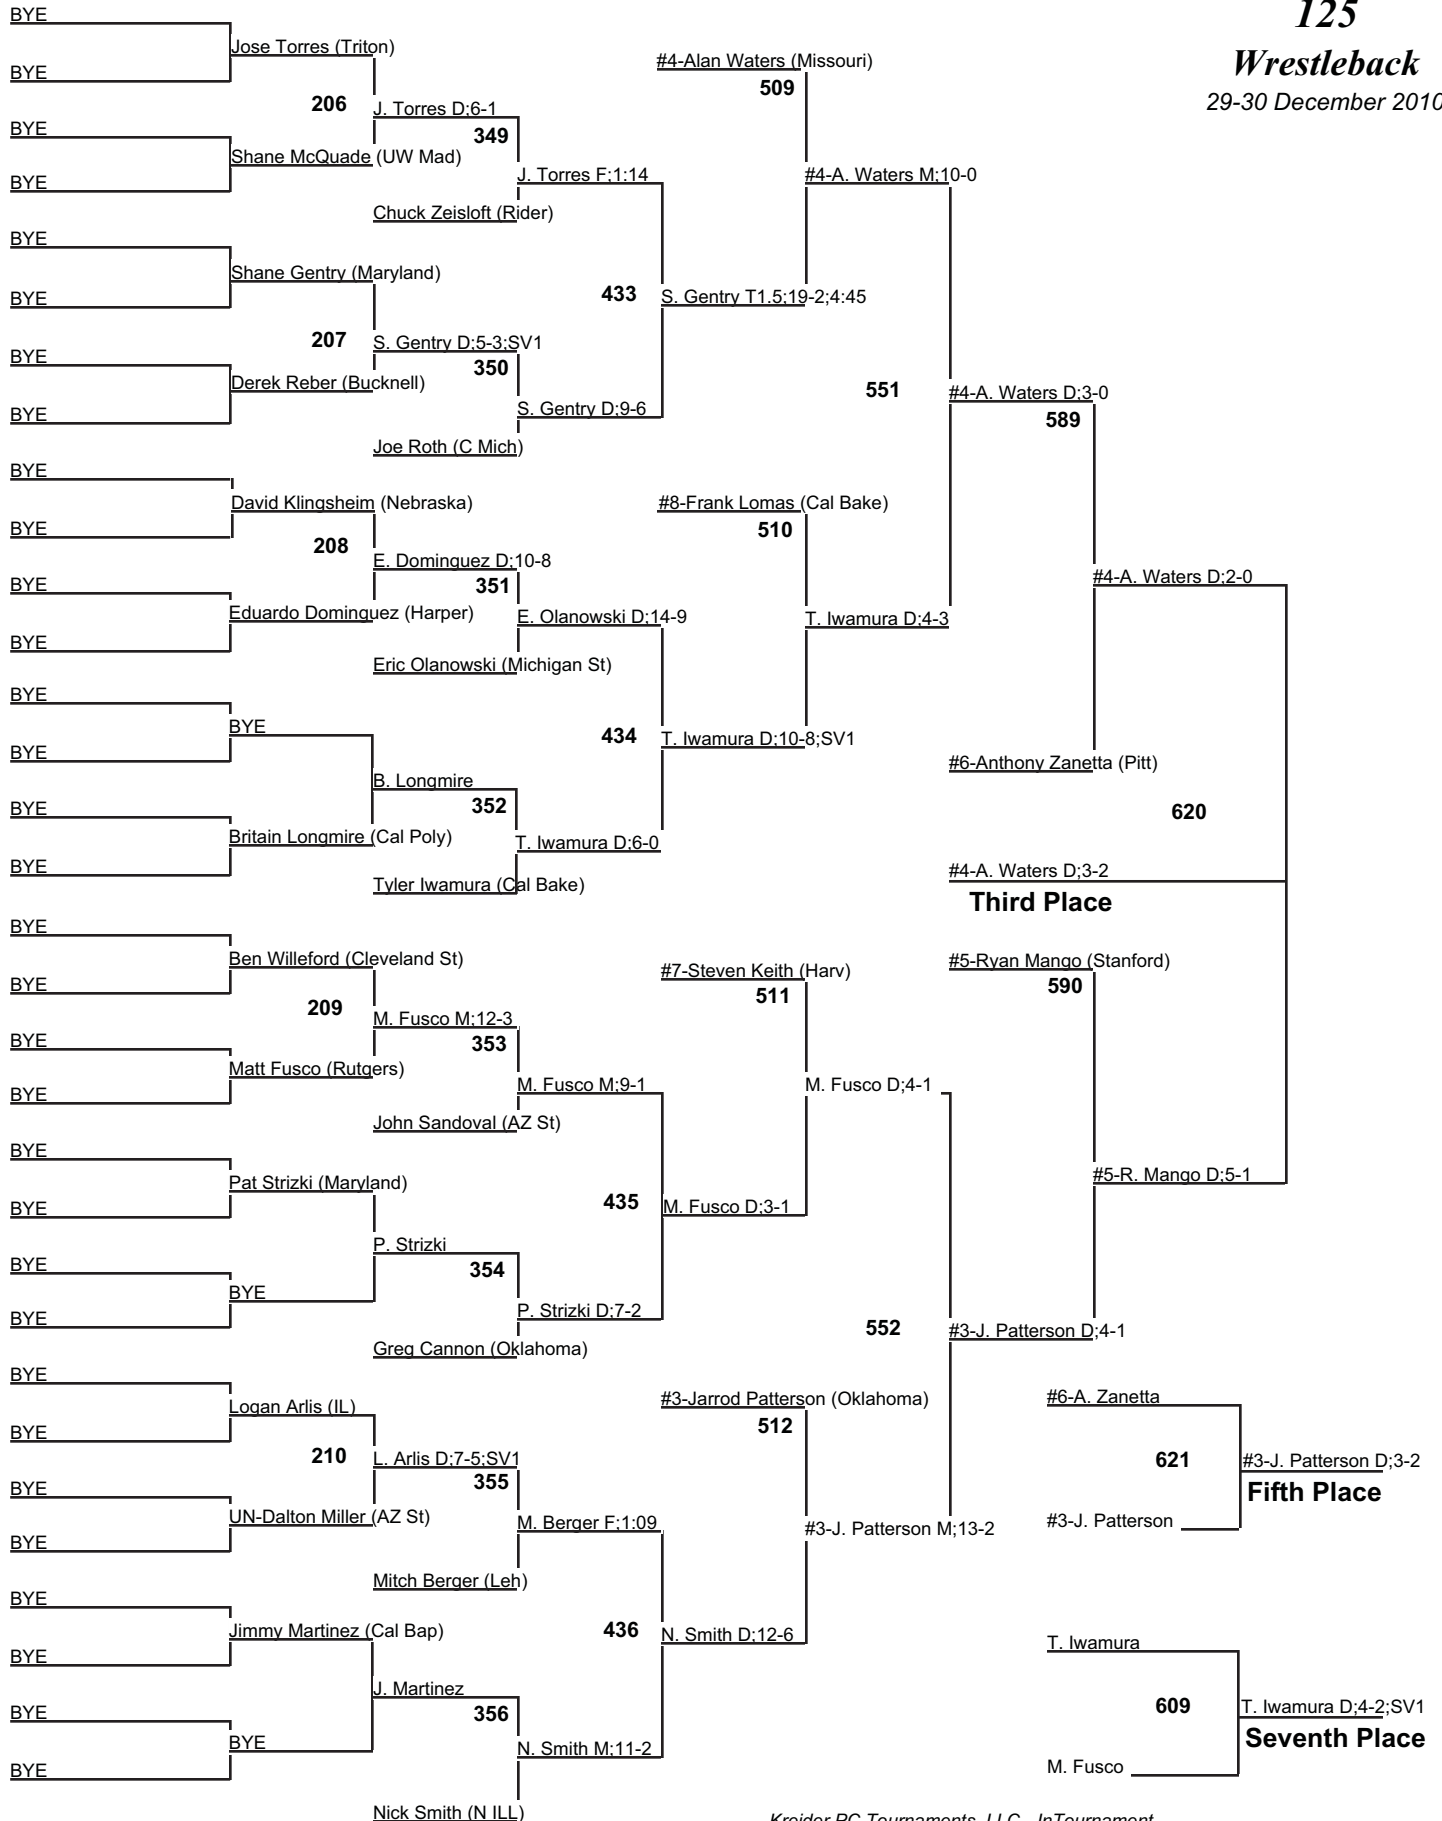 125
Wrestleback
29-30 December 2010
BYE
Jose Torres (Triton)
BYE
206
J. Torres D;6-1
349
BYE
Shane McQuade (UW Mad)
BYE
J. Torres F;1:14
Chuck Zeisloft (Rider)
BYE
Shane Gentry (Maryland)
BYE
433
S. Gentry T1.5;19-2;4:45
207
S. Gentry D;5-3;SV1
350
BYE
Derek Reber (Bucknell)
BYE
S. Gentry D;9-6
Joe Roth (C Mich)
#4-Alan Waters (Missouri)
509
#4-A. Waters M;10-0
551
#4-A. Waters D;3-0
589
BYE
David Klingsheim (Nebraska)
BYE
208
E. Dominguez D;10-8
351
BYE
Eduardo Dominguez (Harper)
BYE
E. Olanowski D;14-9
Eric Olanowski (Michigan St)
#8-Frank Lomas (Cal Bake)
510
T. Iwamura D;4-3
#4-A. Waters D;2-0
BYE
BYE
BYE
434
T. Iwamura D;10-8;SV1
B. Longmire
352
BYE
Britain Longmire (Cal Poly)
BYE
T. Iwamura D;6-0
Tyler Iwamura (Cal Bake)
#6-Anthony Zanetta (Pitt)
620
#4-A. Waters D;3-2
Third Place
BYE
Ben Willeford (Cleveland St)
BYE
209
M. Fusco M;12-3
353
BYE
Matt Fusco (Rutgers)
BYE
M. Fusco M;9-1
John Sandoval (AZ St)
#7-Steven Keith (Harv)
511
M. Fusco D;4-1
#5-Ryan Mango (Stanford)
590
BYE
Pat Strizki (Maryland)
BYE
435
M. Fusco D;3-1
#5-R. Mango D;5-1
P. Strizki
354
BYE
BYE
BYE
P. Strizki D;7-2
Greg Cannon (Oklahoma)
552
#3-J. Patterson D;4-1
BYE
Logan Arlis (IL)
BYE
210
L. Arlis D;7-5;SV1
355
BYE
UN-Dalton Miller (AZ St)
BYE
M. Berger F;1:09
Mitch Berger (Leh)
#3-Jarrod Patterson (Oklahoma)
512
#3-J. Patterson M;13-2
#6-A. Zanetta
621
#3-J. Patterson D;3-2
Fifth Place
#3-J. Patterson
BYE
Jimmy Martinez (Cal Bap)
BYE
436
N. Smith D;12-6
J. Martinez
356
BYE
BYE
BYE
N. Smith M;11-2
Nick Smith (N ILL)
T. Iwamura
609
T. Iwamura D;4-2;SV1
Seventh Place
M. Fusco
Kreider PC Tournaments, LLC - InTournament